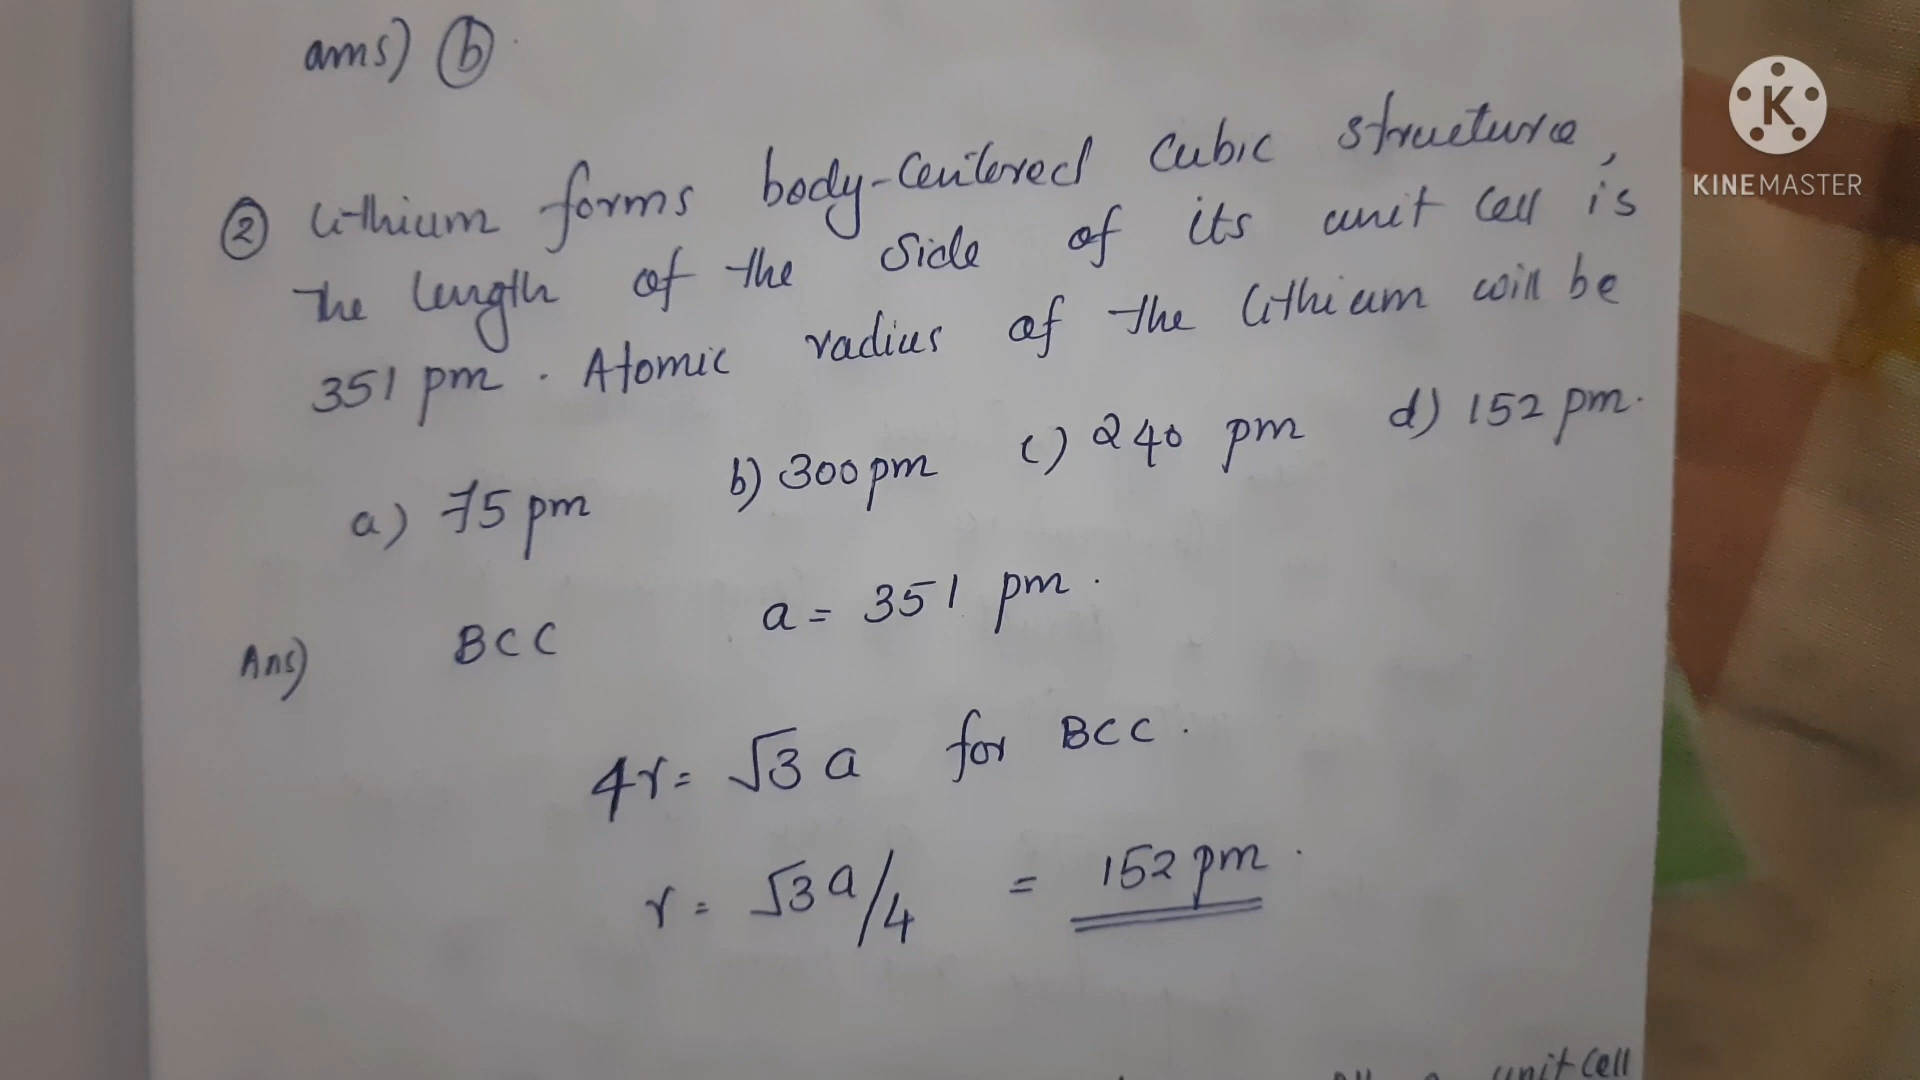 ans) b
② Lithium forms body-Centered Cubic structure,
The length of the side of its unit cell is
351 pm. Atomic radius of the lithium will be
a) 75 pm b) 300 pm c) 240 pm d) 152 pm.
Ans) BCC a = 351 pm.
4r = √3 a for BCC.
r = √3 a/4 = 152 pm.
unit cell
K
KINEMASTER